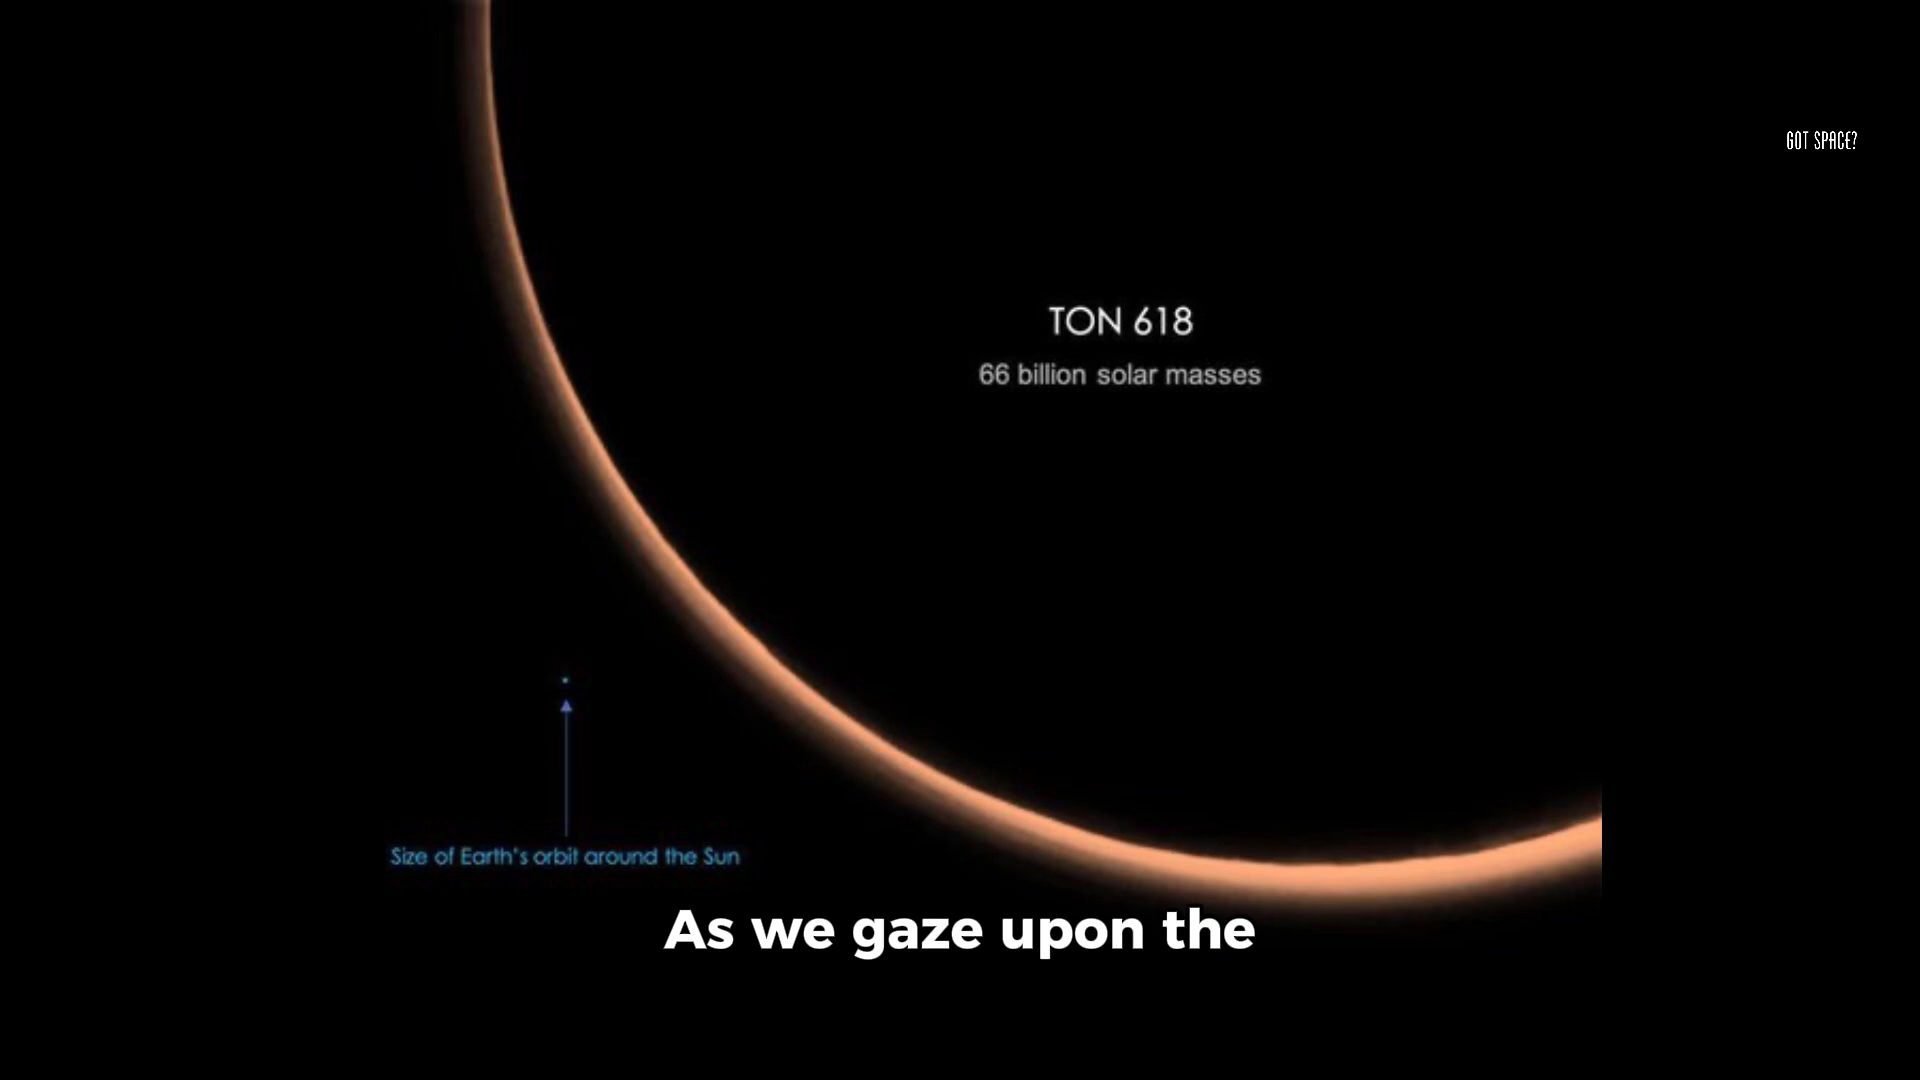 GOT SPACE?
TON 618
66 billion solar masses
Size of Earth's orbit around the Sun
As we gaze upon the